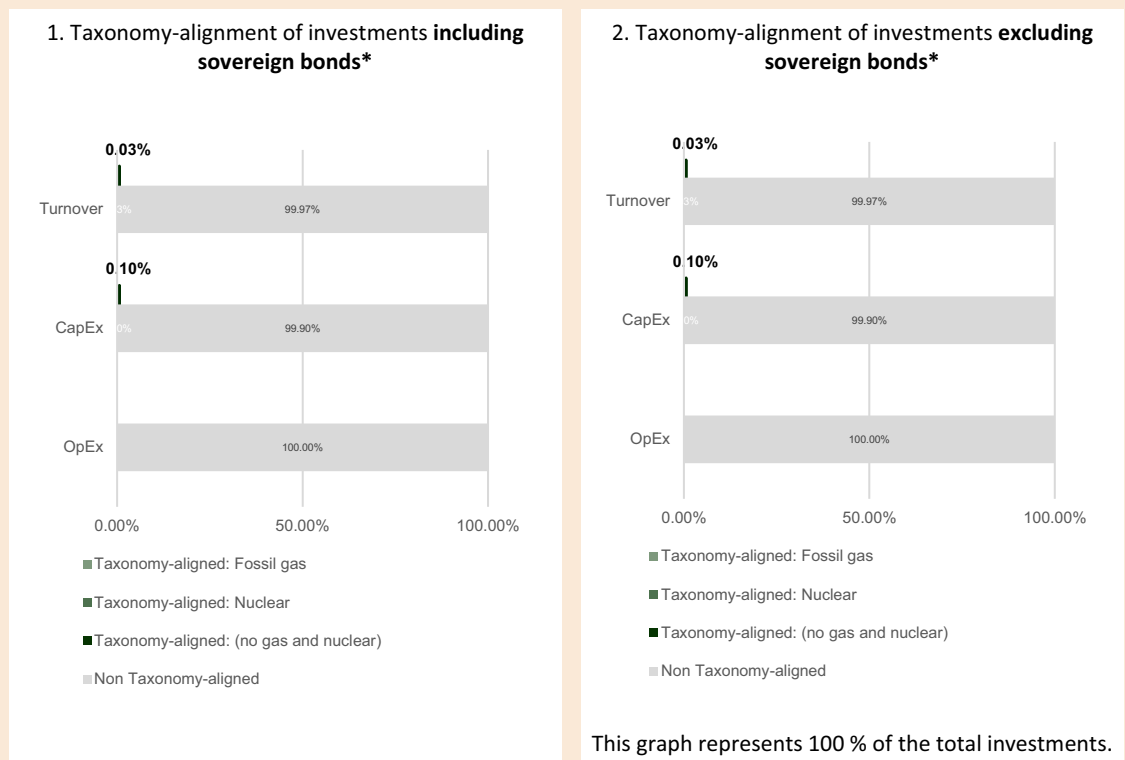 1. Taxonomy-alignment of investments including
sovereign bonds*
0.03%
Turnover
3%
99.97%
0.10%
CapEx
0%
99.90%
OpEx
100.00%
0.00%
50.00%
100.00%
Taxonomy-aligned: Fossil gas
Taxonomy-aligned: Nuclear
Taxonomy-aligned: (no gas and nuclear)
Non Taxonomy-aligned
2. Taxonomy-alignment of investments excluding
sovereign bonds*
0.03%
Turnover
3%
99.97%
0.10%
CapEx
0%
99.90%
OpEx
100.00%
0.00%
50.00%
100.00%
Taxonomy-aligned: Fossil gas
Taxonomy-aligned: Nuclear
Taxonomy-aligned: (no gas and nuclear)
Non Taxonomy-aligned
This graph represents 100 % of the total investments.